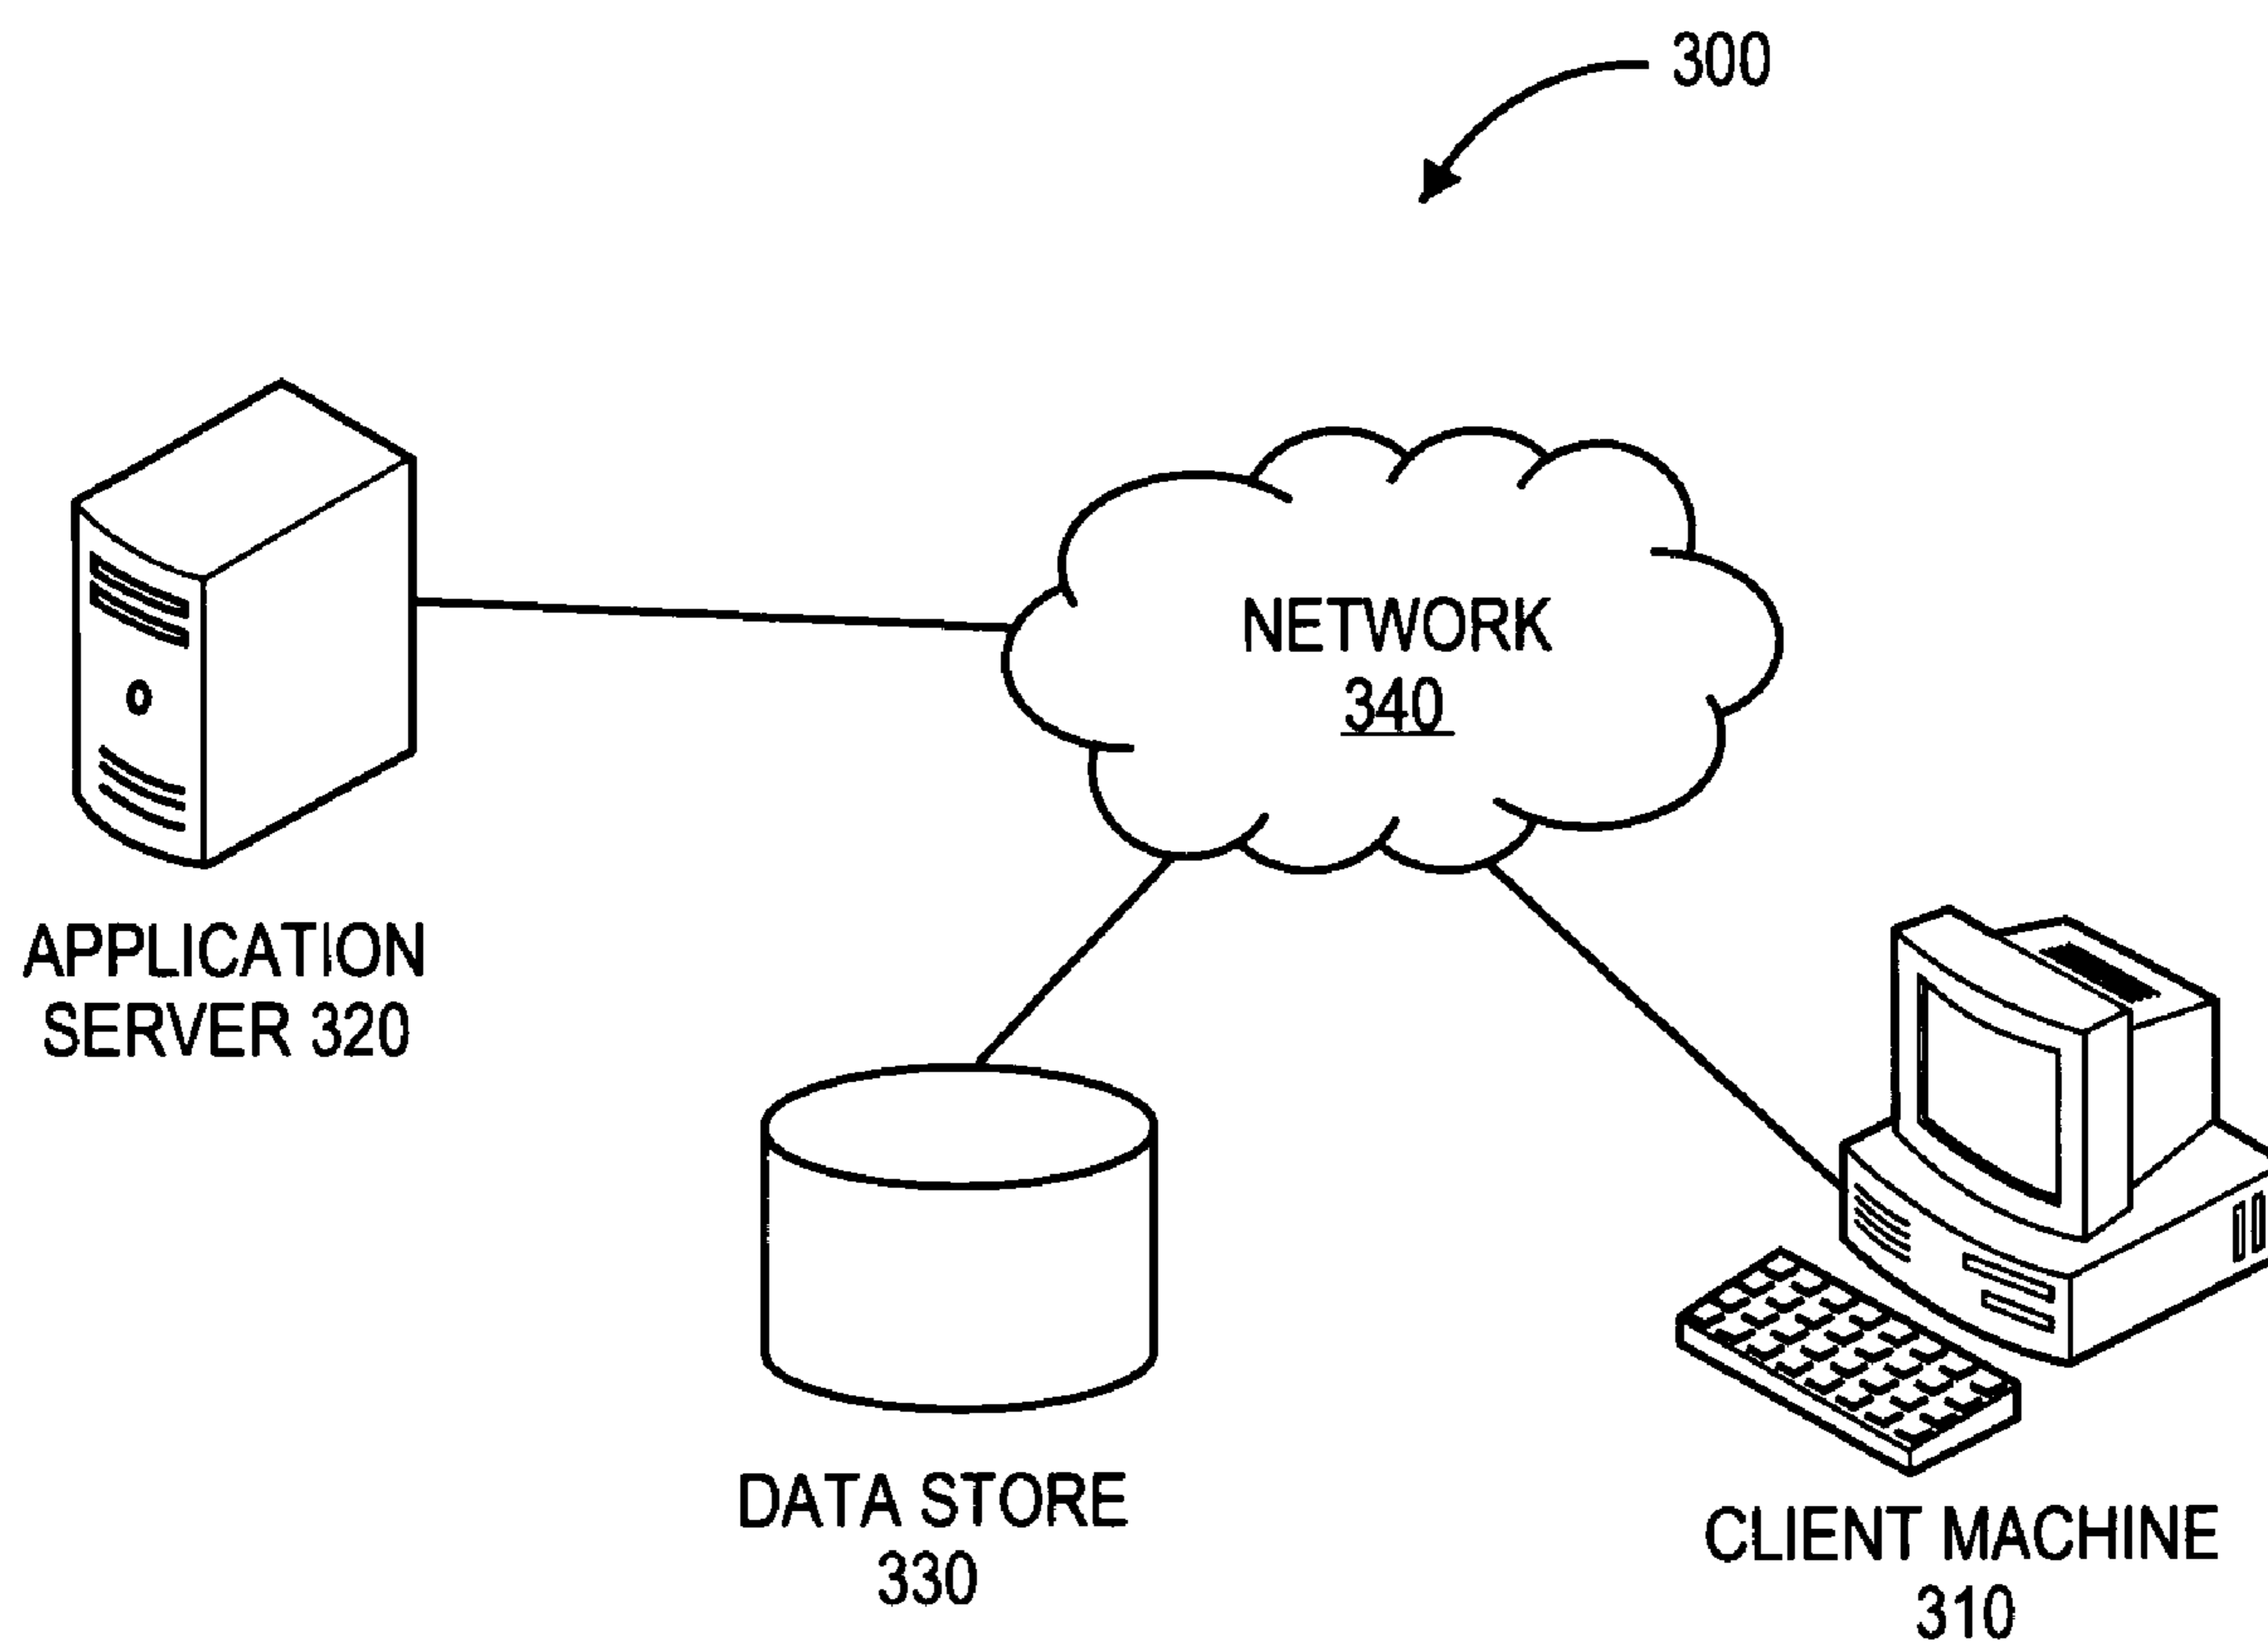 300
NETWORK
340
APPLICATION
SERVER 320
DATA STORE
330
CLIENT MACHINE
310